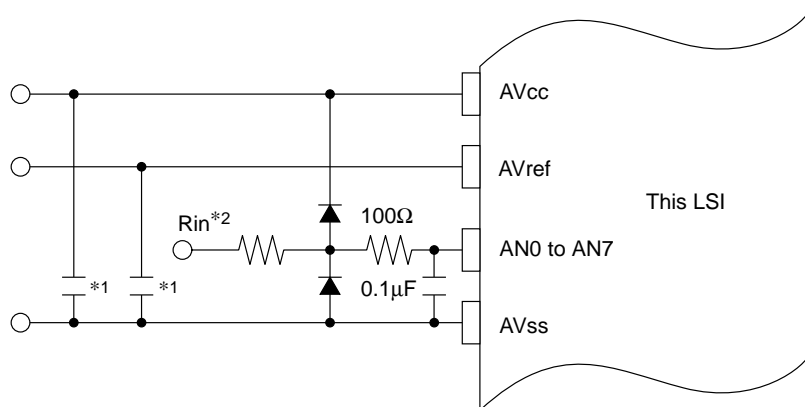 AVcc
AVref
This LSI
Rin*2
100Ω
AN0 to AN7
*1
*1
0.1μF
AVss